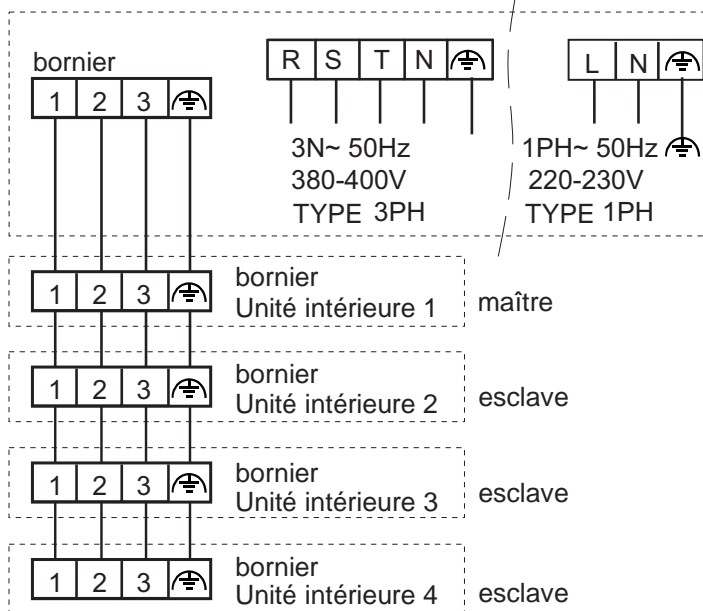 bornier
1 2 3
R S T N
3N~ 50Hz
380-400V
TYPE 3PH
L N
1PH~ 50Hz
220-230V
TYPE 1PH
1 2 3
bornier
Unité intérieure 1
maître
1 2 3
bornier
Unité intérieure 2
esclave
1 2 3
bornier
Unité intérieure 3
esclave
1 2 3
bornier
Unité intérieure 4
esclave